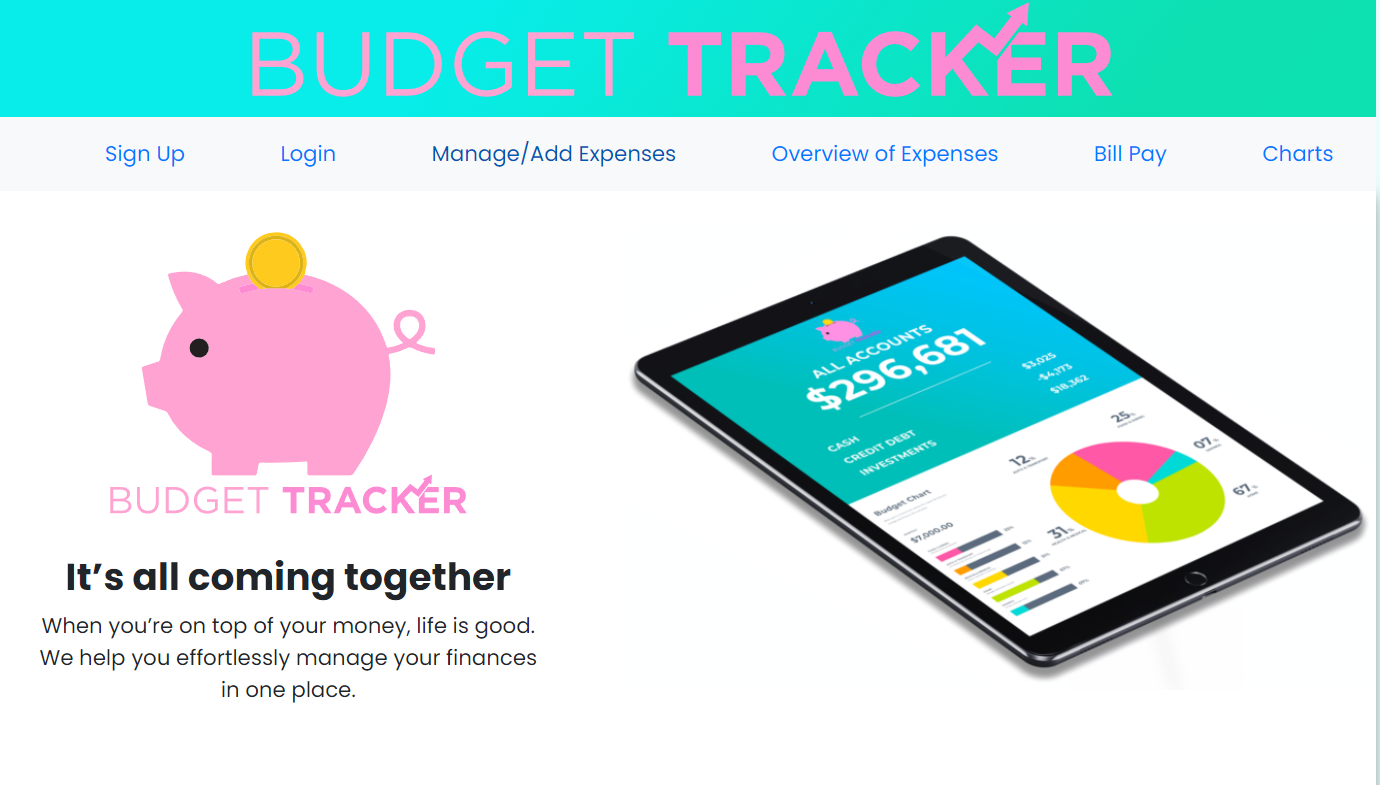 BUDGET TRACKER
Sign Up
Login
Manage/Add Expenses
Overview of Expenses
Bill Pay
Charts
BUDGET TRACKER
It’s all coming together
When you’re on top of your money, life is good.
We help you effortlessly manage your finances
in one place.
ALL ACCOUNTS
$296,681
CASH
$3,025
CREDIT DEBT
-$4,173
INVESTMENTS
$18,362
Budget Chart
$7,000.00
12%
25%
07%
67%
31%